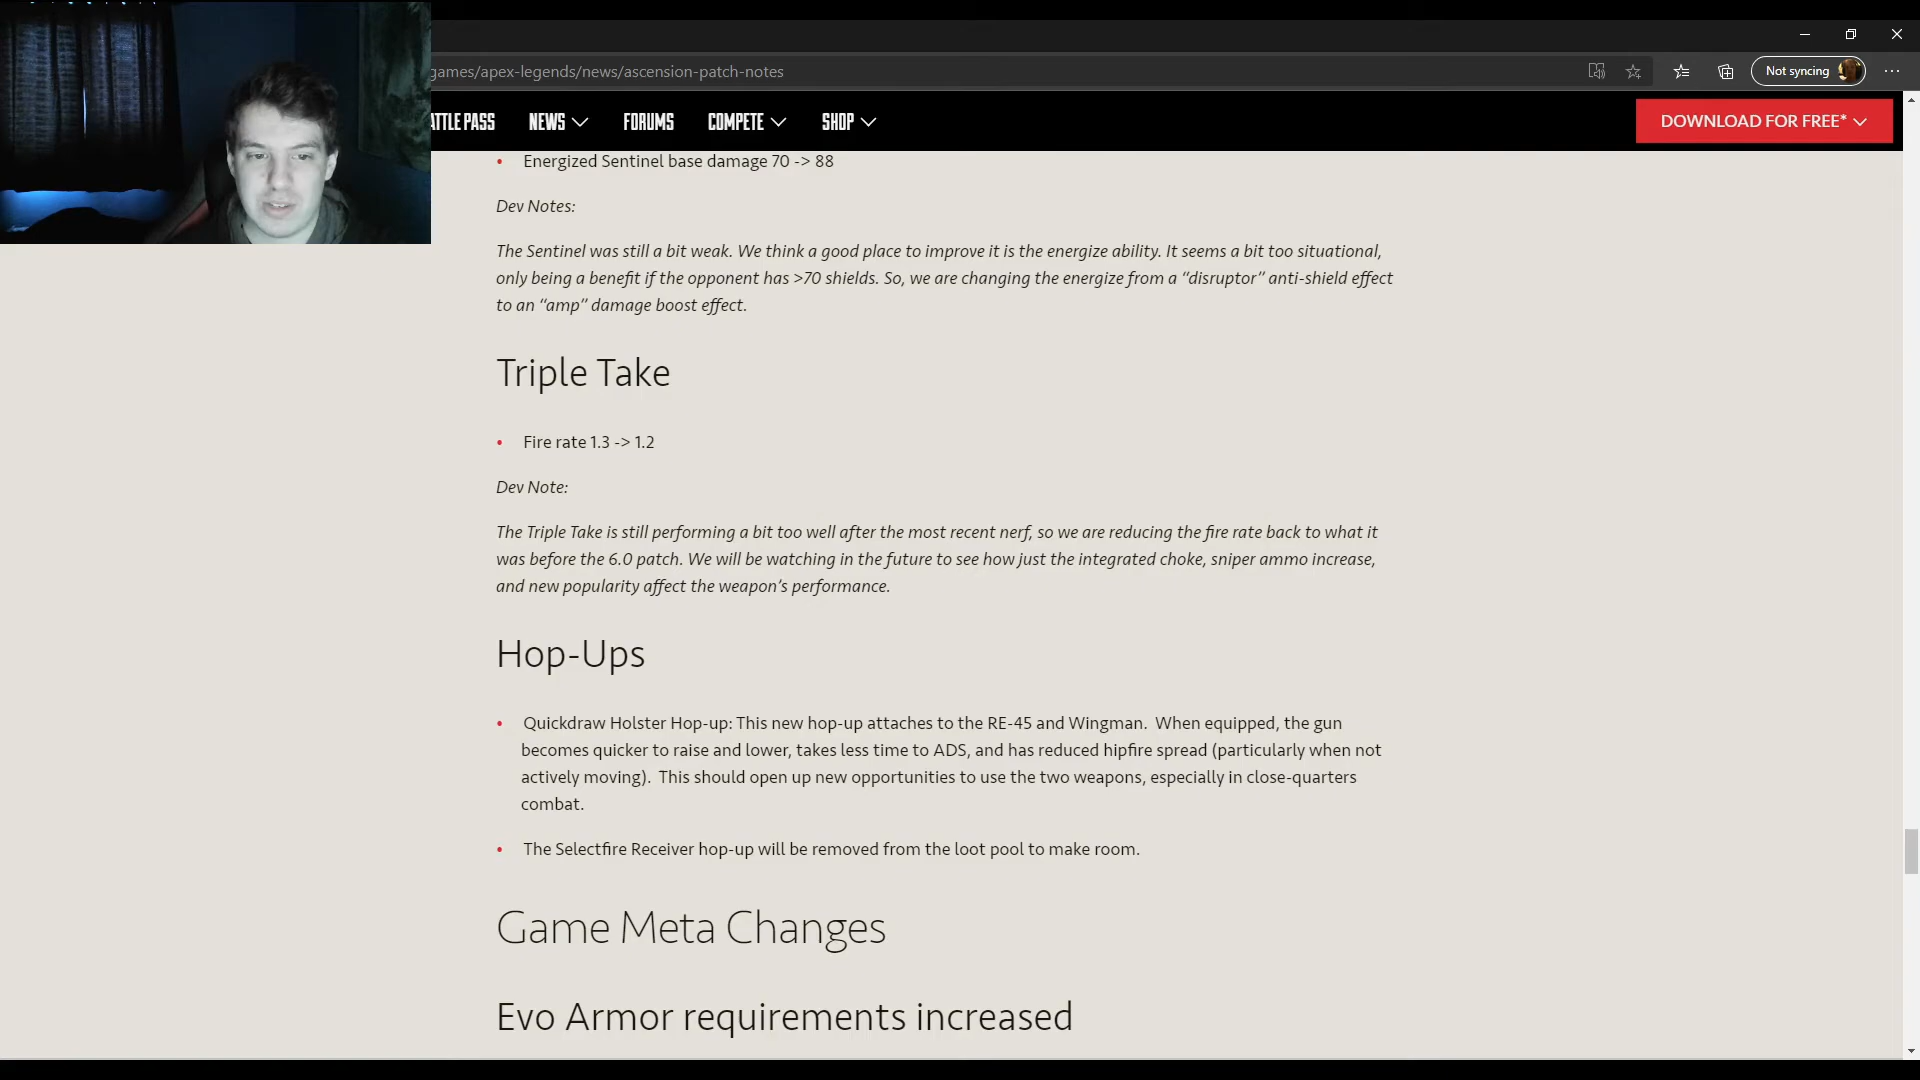 games/apex-legends/news/ascension-patch-notes
Not syncing
ATTLE PASS NEWS FORUMS COMPETE SHOP
DOWNLOAD FOR FREE*
• Energized Sentinel base damage 70 -> 88
Dev Notes:
The Sentinel was still a bit weak. We think a good place to improve it is the energize ability. It seems a bit too situational,
only being a benefit if the opponent has >70 shields. So, we are changing the energize from a “disruptor” anti-shield effect
to an “amp” damage boost effect.
Triple Take
• Fire rate 1.3 -> 1.2
Dev Note:
The Triple Take is still performing a bit too well after the most recent nerf, so we are reducing the fire rate back to what it
was before the 6.0 patch. We will be watching in the future to see how just the integrated choke, sniper ammo increase,
and new popularity affect the weapon’s performance.
Hop-Ups
• Quickdraw Holster Hop-up: This new hop-up attaches to the RE-45 and Wingman.  When equipped, the gun
becomes quicker to raise and lower, takes less time to ADS, and has reduced hipfire spread (particularly when not
actively moving).  This should open up new opportunities to use the two weapons, especially in close-quarters
combat.
• The Selectfire Receiver hop-up will be removed from the loot pool to make room.
Game Meta Changes
Evo Armor requirements increased